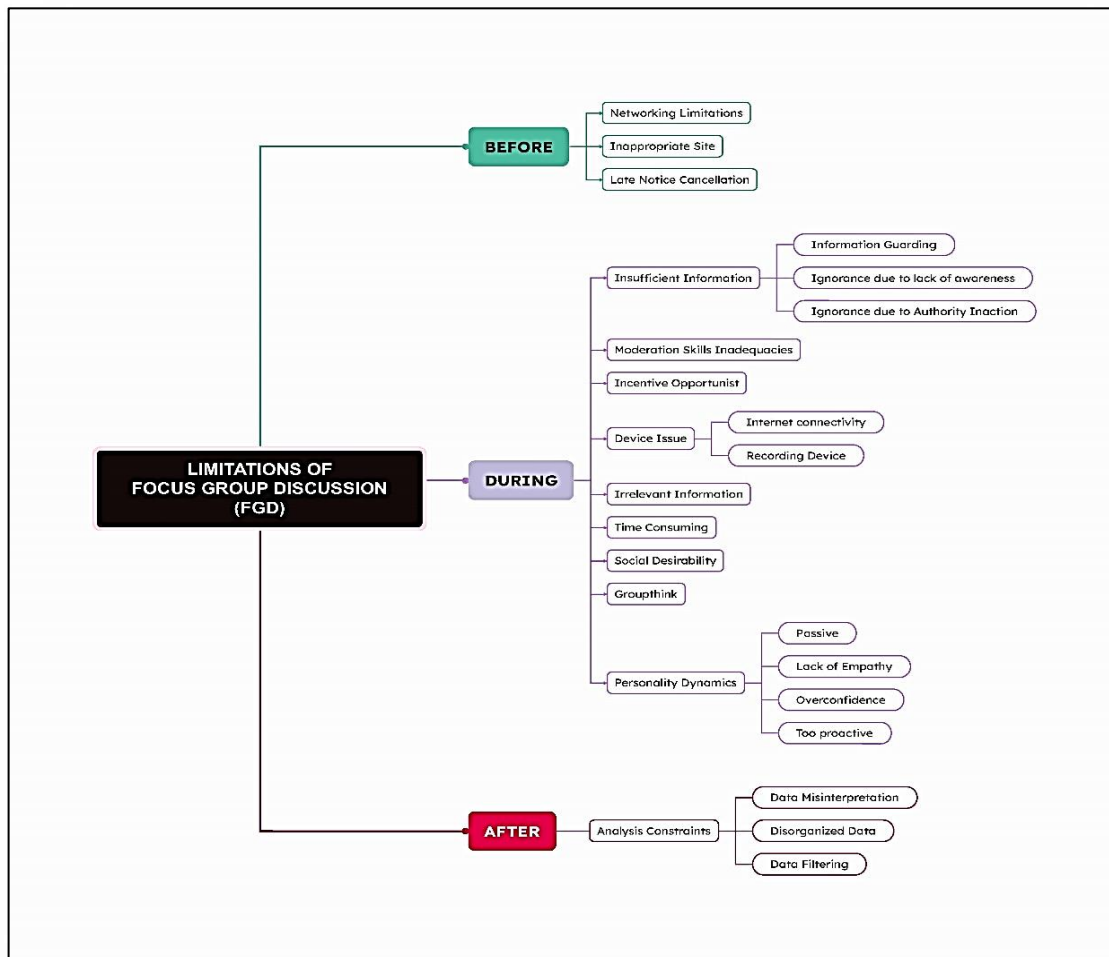 LIMITATIONS OF
FOCUS GROUP DISCUSSION
(FGD)
BEFORE
Networking Limitations
Inappropriate Site
Late Notice Cancellation
DURING
Insufficient Information
Information Guarding
Ignorance due to lack of awareness
Ignorance due to Authority Inaction
Moderation Skills Inadequacies
Incentive Opportunist
Device Issue
Internet connectivity
Recording Device
Irrelevant Information
Time Consuming
Social Desirability
Groupthink
Personality Dynamics
Passive
Lack of Empathy
Overconfidence
Too proactive
AFTER
Analysis Constraints
Data Misinterpretation
Disorganized Data
Data Filtering